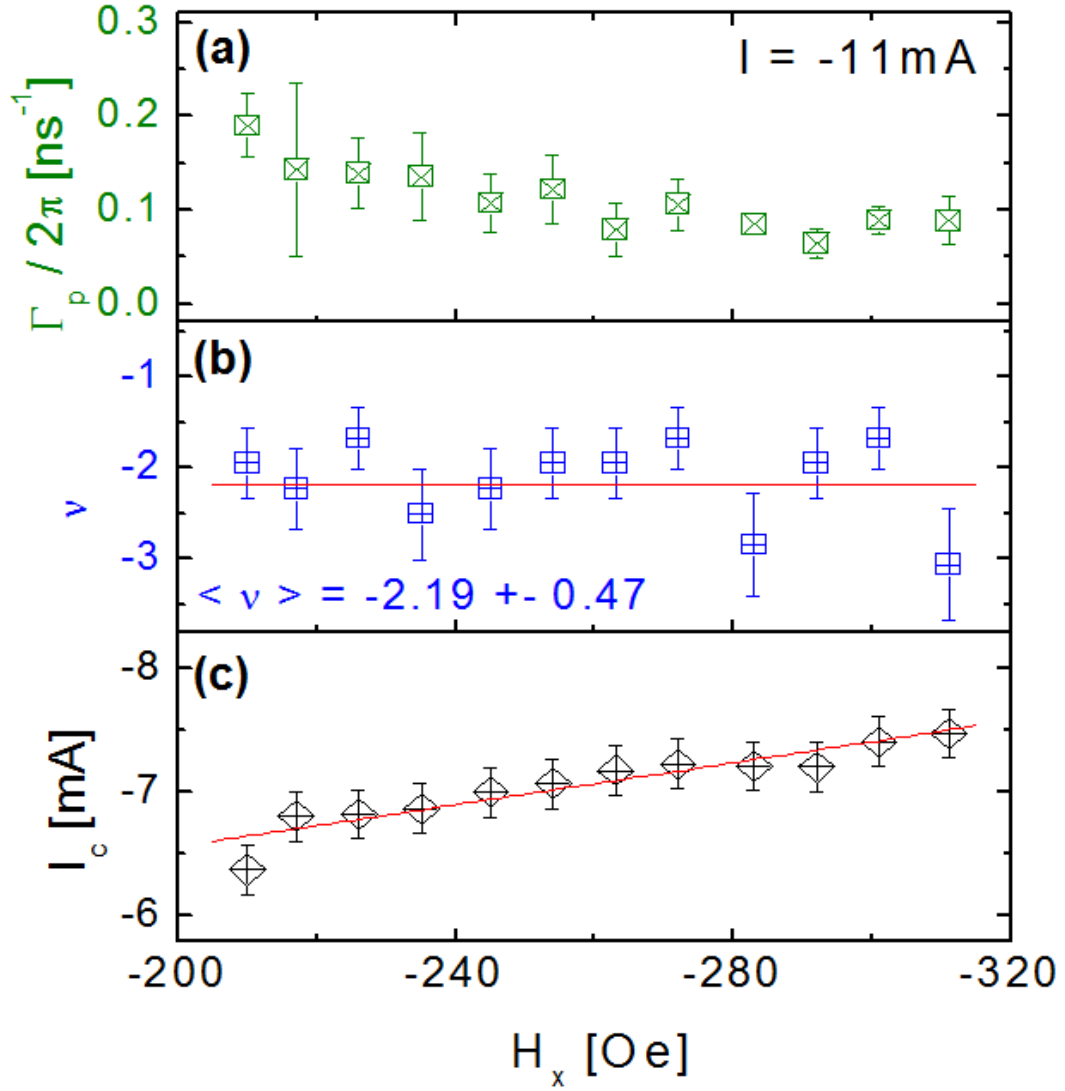 (a)
I = -11mA
Γp / 2π [ns-1]
0.3
0.2
0.1
0.0
(b)
ν
-1
-2
-3
< ν > = -2.19 +- 0.47
(c)
Ic [mA]
-8
-7
-6
-200 -240 -280 -320
Hx [Oe]